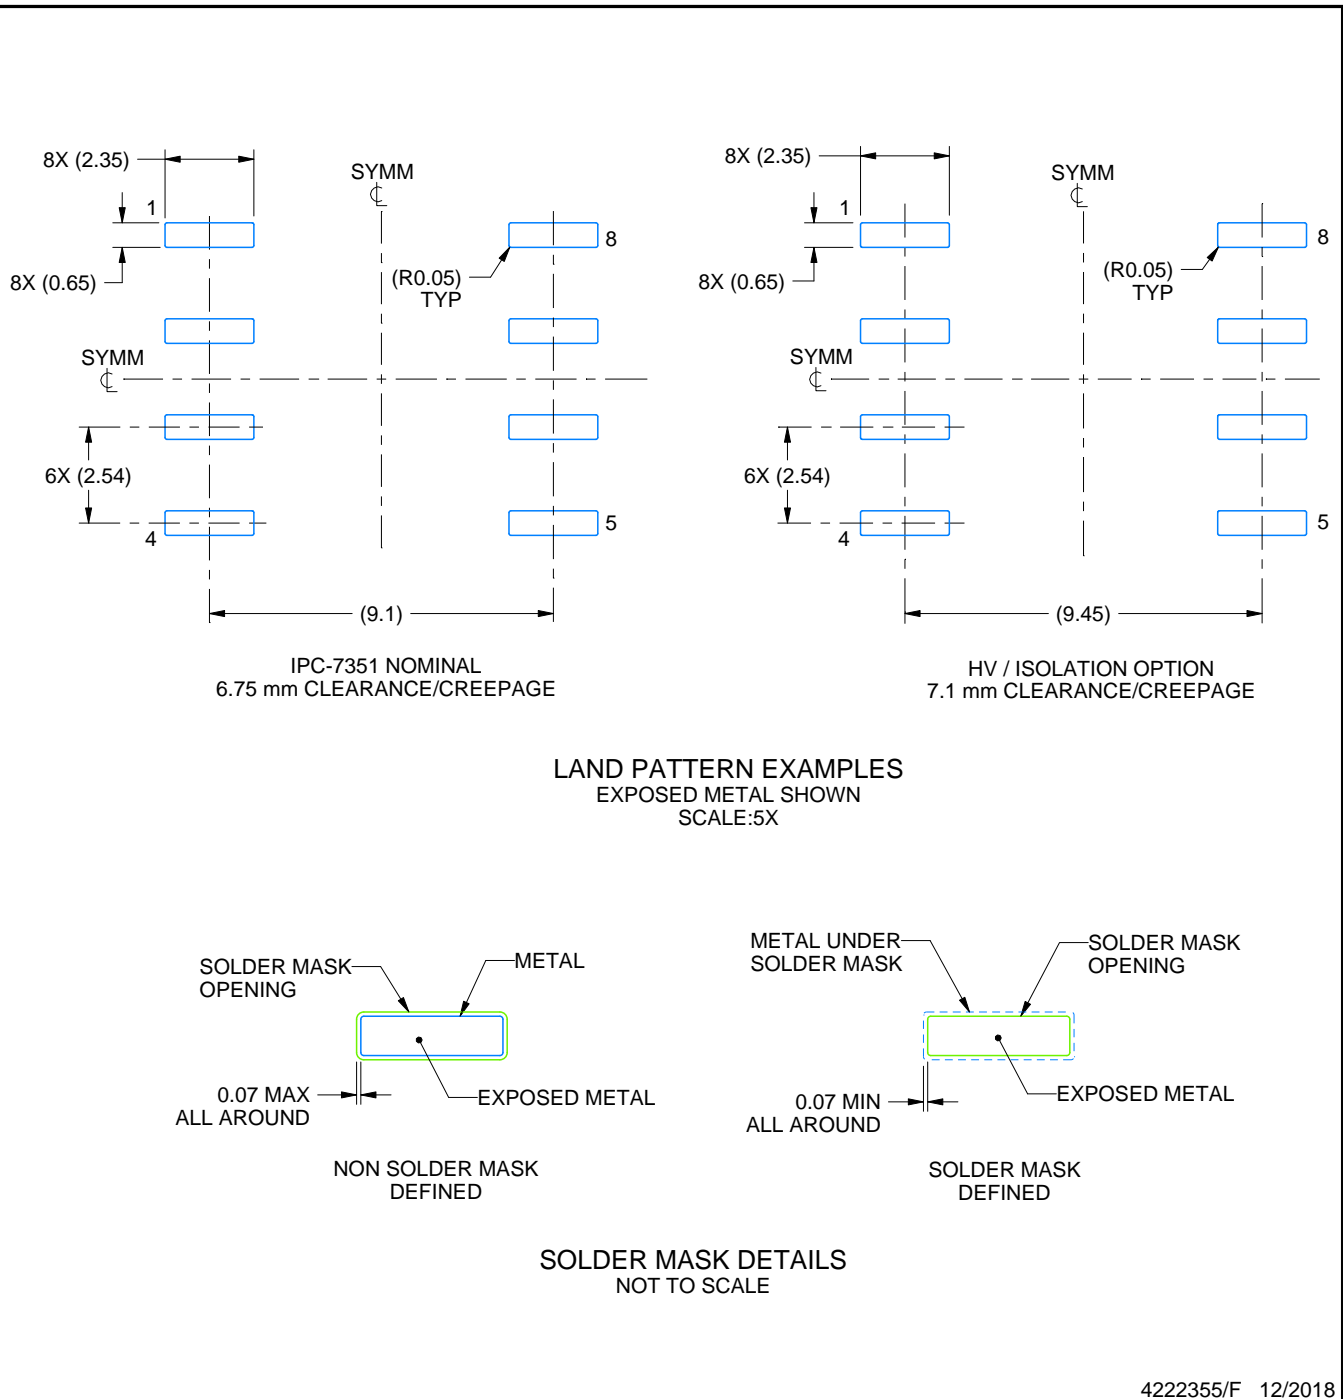 8X (2.35)
SYMM
1
8
8X (0.65)
(R0.05)
TYP
SYMM
6X (2.54)
4
5
(9.1)
IPC-7351 NOMINAL
6.75 mm CLEARANCE/CREEPAGE
8X (2.35)
SYMM
1
8
8X (0.65)
(R0.05)
TYP
SYMM
6X (2.54)
4
5
(9.45)
HV / ISOLATION OPTION
7.1 mm CLEARANCE/CREEPAGE
LAND PATTERN EXAMPLES
EXPOSED METAL SHOWN
SCALE:5X
SOLDER MASK
OPENING
METAL
0.07 MAX
ALL AROUND
EXPOSED METAL
NON SOLDER MASK
DEFINED
METAL UNDER
SOLDER MASK
SOLDER MASK
OPENING
0.07 MIN
ALL AROUND
EXPOSED METAL
SOLDER MASK
DEFINED
SOLDER MASK DETAILS
NOT TO SCALE
4222355/F 12/2018